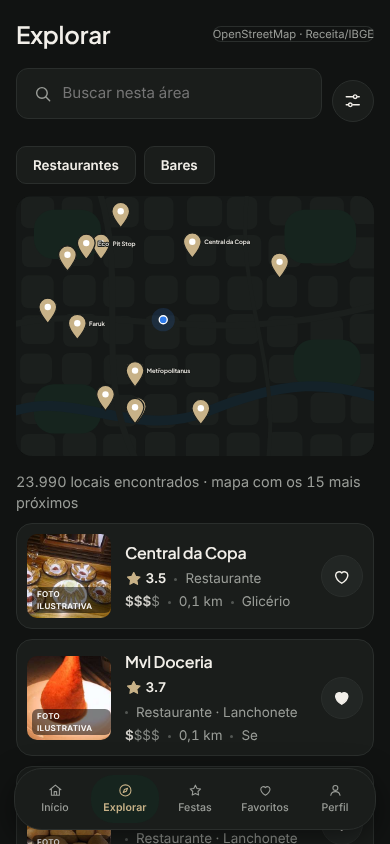 Explorar
OpenStreetMap · Receita/IBGE
Buscar nesta área
Restaurantes
Bares
Pit Stop
Central da Copa
Faruk
Metropolitanus
23.990 locais encontrados · mapa com os 15 mais
próximos
Central da Copa
3.5 • Restaurante
$$$$ • 0,1 km • Glicério
FOTO
ILUSTRATIVA
Mvl Doceria
3.7
• Restaurante · Lanchonete
$$$$ • 0,1 km • Se
FOTO
ILUSTRATIVA
Início
Explorar
Festas
Favoritos
Perfil
Restaurante · Lanchonete